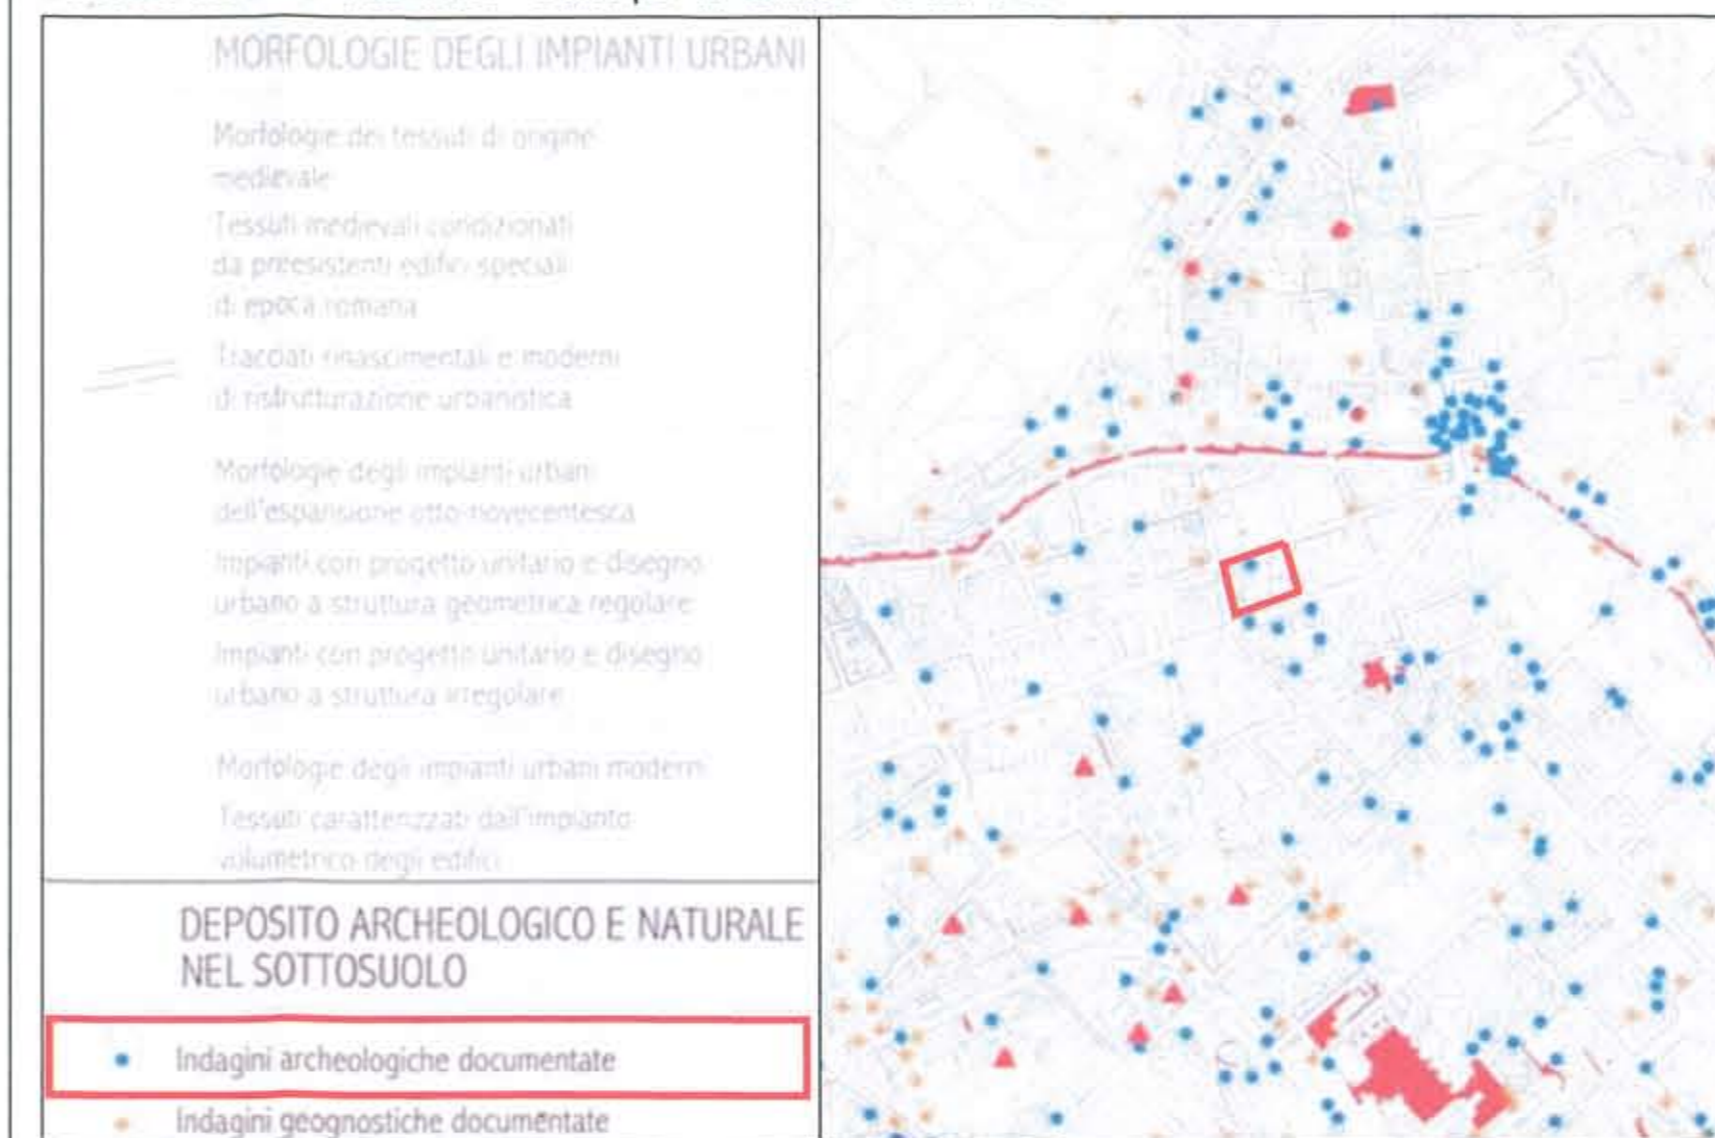 MORFOLOGIE DEGLI IMPIANTI URBANI
Morfologie dei tessuti di origine
medievale
Tessuti medievali condizionati
da preesistenti edifici speciali
di epoca romana
Tracciati rinascimentali e moderni
di ristrutturazione urbanistica
Morfologie degli impianti urbani
dell'espansione otto-novecentesca
Impianti con progetto unitario e disegno
urbano a struttura geometrica regolare
Impianti con progetto unitario e disegno
urbano a struttura irregolare
Morfologie degli impianti urbani moderni
Tessuti caratterizzati dall'impianto
volumetrico degli edifici
DEPOSITO ARCHEOLOGICO E NATURALE
NEL SOTTOSUOLO
Indagini archeologiche documentate
Indagini geognostiche documentate